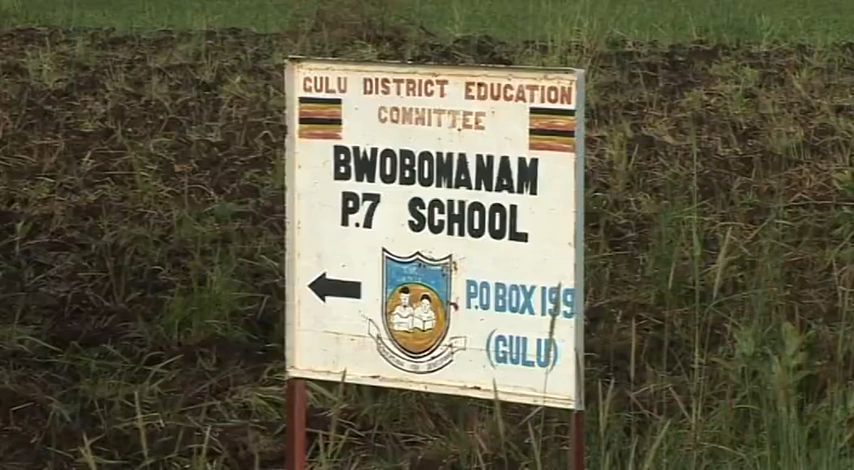 GULU DISTRICT EDUCATION
COMMITTEE
BWOBOMANAM
P.7 SCHOOL
P.O BOX 199
(GULU)